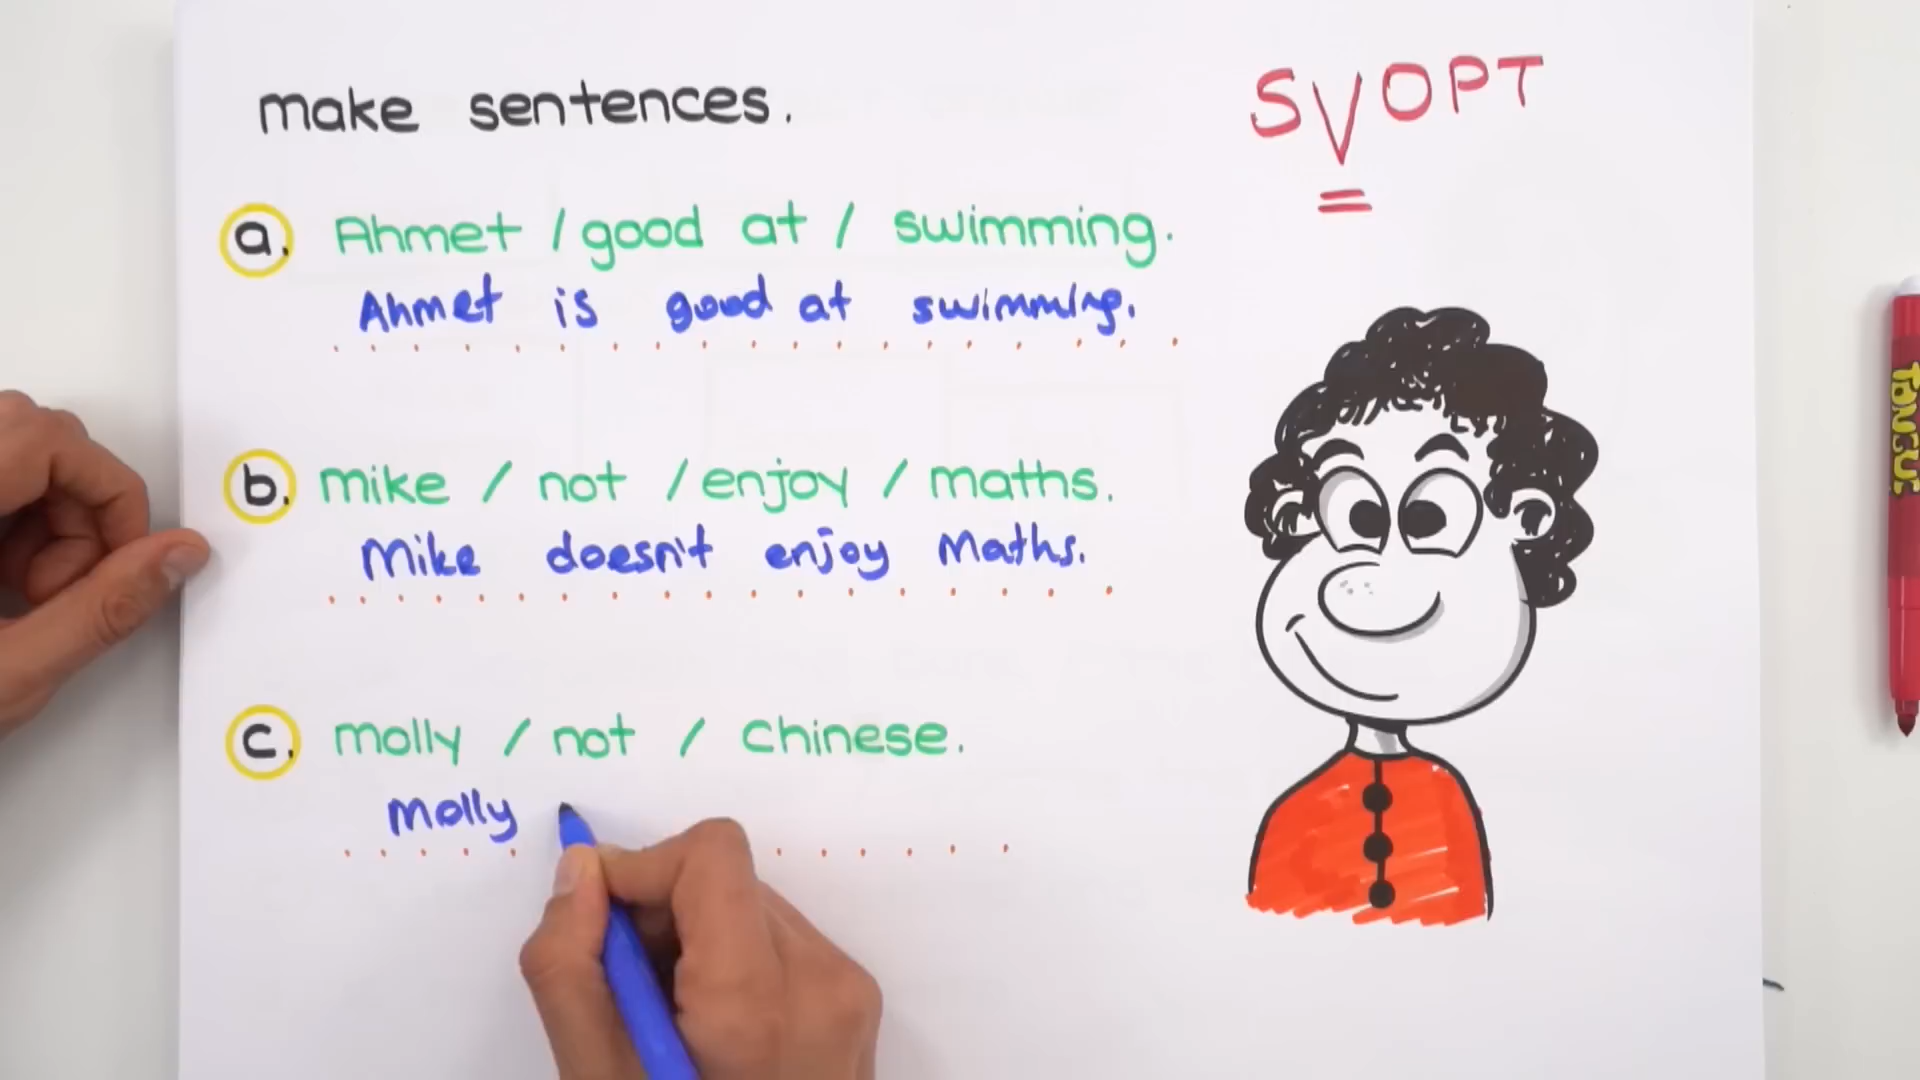 make sentences.
SVOPT
a. Ahmet / good at / swimming.
Ahmet is good at swimming.
b. mike / not / enjoy / maths.
Mike doesn't enjoy Maths.
c. molly / not / Chinese.
Molly